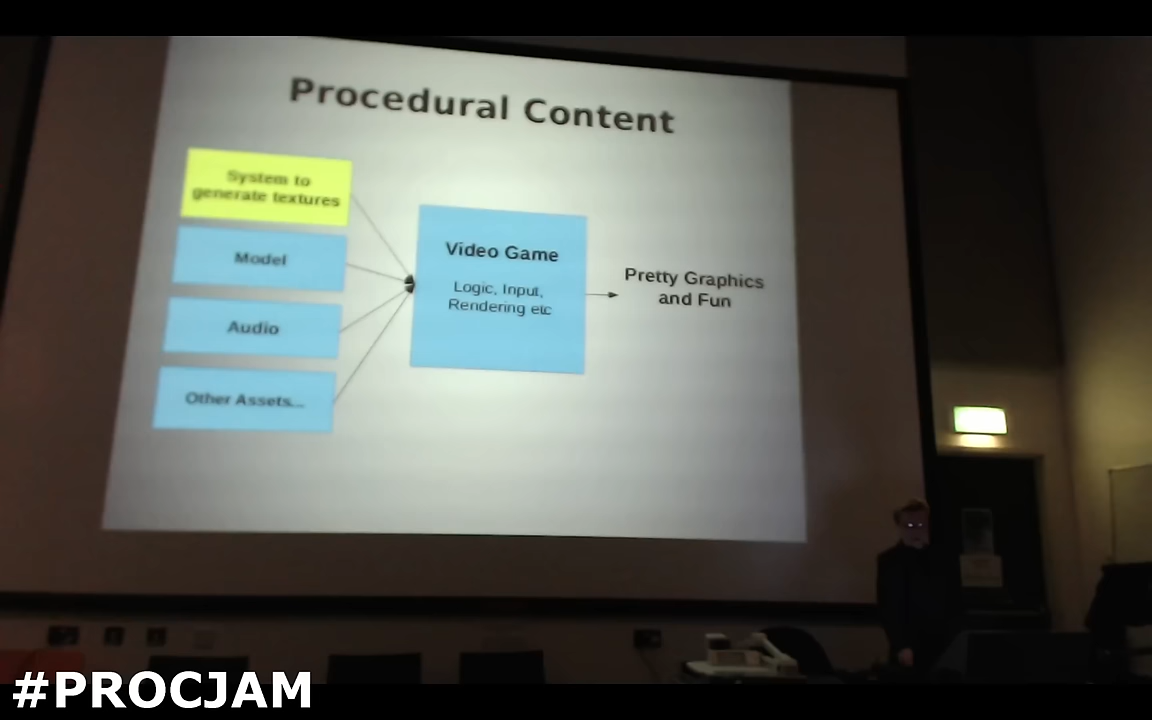 Procedural Content
System to
generate textures
Model
Audio
Other Assets...
Video Game
Logic, Input,
Rendering etc
Pretty Graphics
and Fun
#PROCJAM